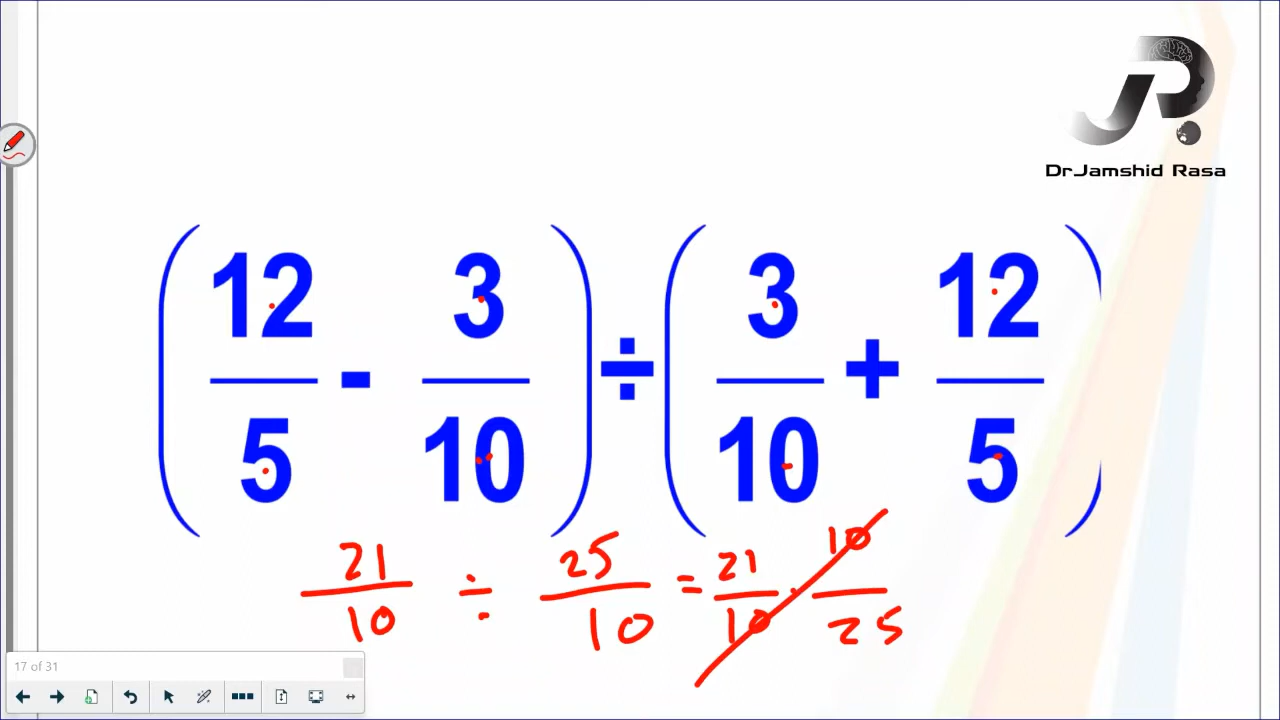 DrJamshid Rasa
(12/5 - 3/10) ÷ (3/10 + 12/5)
21/10 ÷ 25/10 = 21/10 · 10/25
17 of 31